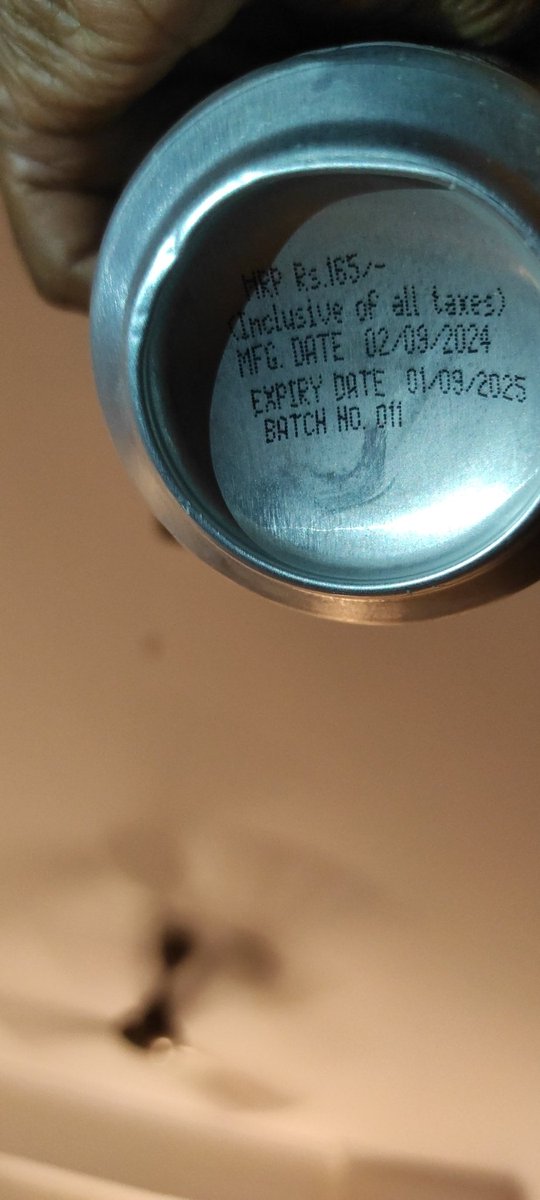 MRP Rs.165/-
(Inclusive of all taxes)
MFG. DATE 02/09/2024
EXPIRY DATE 01/09/2025
BATCH NO. 011